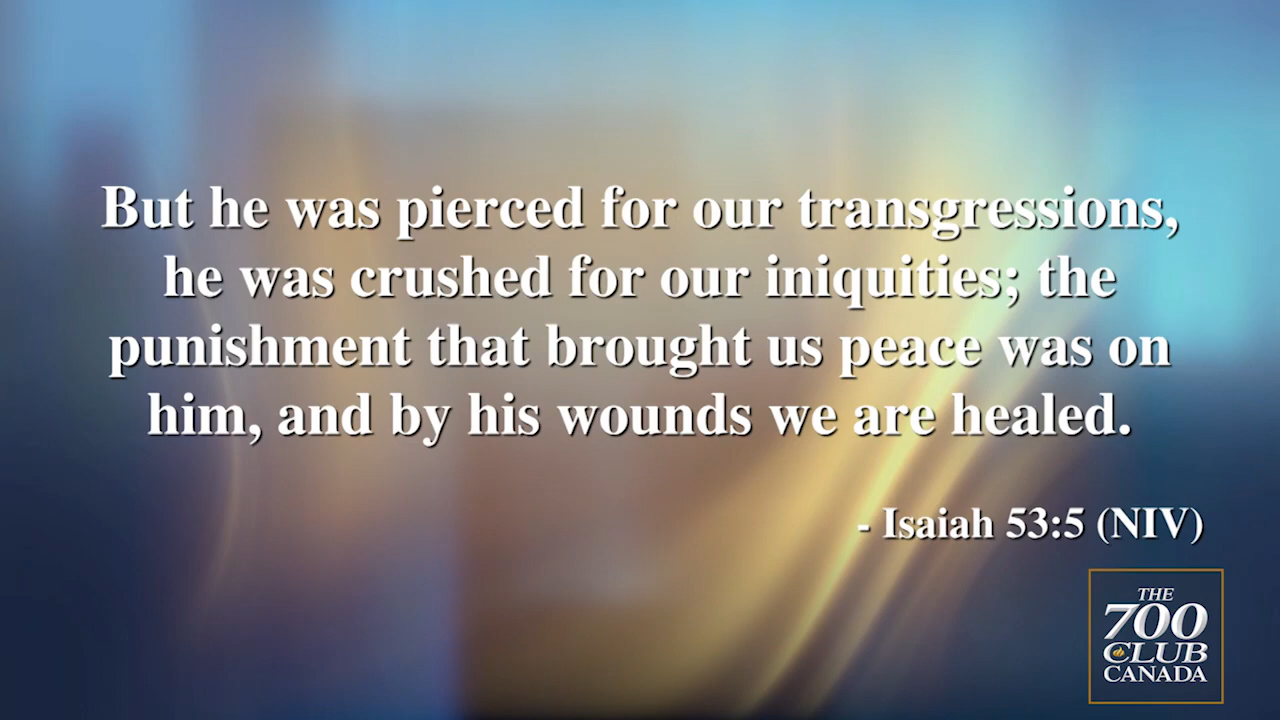 But he was pierced for our transgressions,
he was crushed for our iniquities; the
punishment that brought us peace was on
him, and by his wounds we are healed.
- Isaiah 53:5 (NIV)
THE
700
CLUB
CANADA